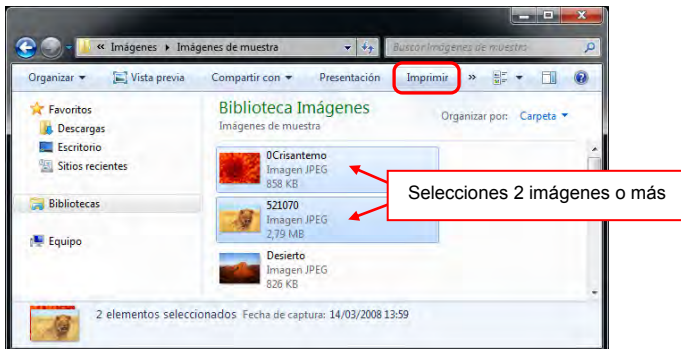 « Imágenes ▸ Imágenes de muestra
Buscar Imágenes de muestra
Organizar ▾ Vista previa Compartir con ▾ Presentación Imprimir »
Favoritos
Descargas
Escritorio
Sitios recientes
Bibliotecas
Equipo
Biblioteca Imágenes
Imágenes de muestra
Organizar por: Carpeta ▾
0Crisantemo
Imagen JPEG
858 KB
521070
Imagen JPEG
2,79 MB
Desierto
Imagen JPEG
826 KB
Selecciones 2 imágenes o más
2 elementos seleccionados Fecha de captura: 14/03/2008 13:59